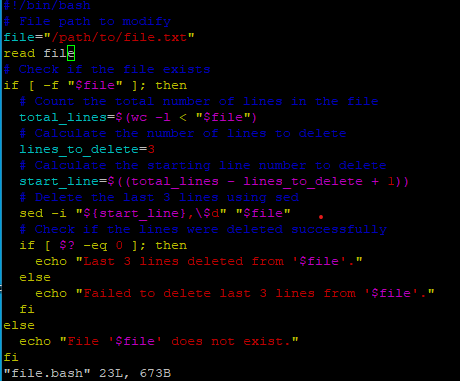 #!/bin/bash
# File path to modify
file="/path/to/file.txt"
read file
# Check if the file exists
if [ -f "$file" ]; then
  # Count the total number of lines in the file
  total_lines=$(wc -l < "$file")
  # Calculate the number of lines to delete
  lines_to_delete=3
  # Calculate the starting line number to delete
  start_line=$((total_lines - lines_to_delete + 1))
  # Delete the last 3 lines using sed
  sed -i "${start_line},\$d" "$file"
  # Check if the lines were deleted successfully
  if [ $? -eq 0 ]; then
    echo "Last 3 lines deleted from '$file'."
  else
    echo "Failed to delete last 3 lines from '$file'."
  fi
else
  echo "File '$file' does not exist."
fi
"file.bash" 23L, 673B